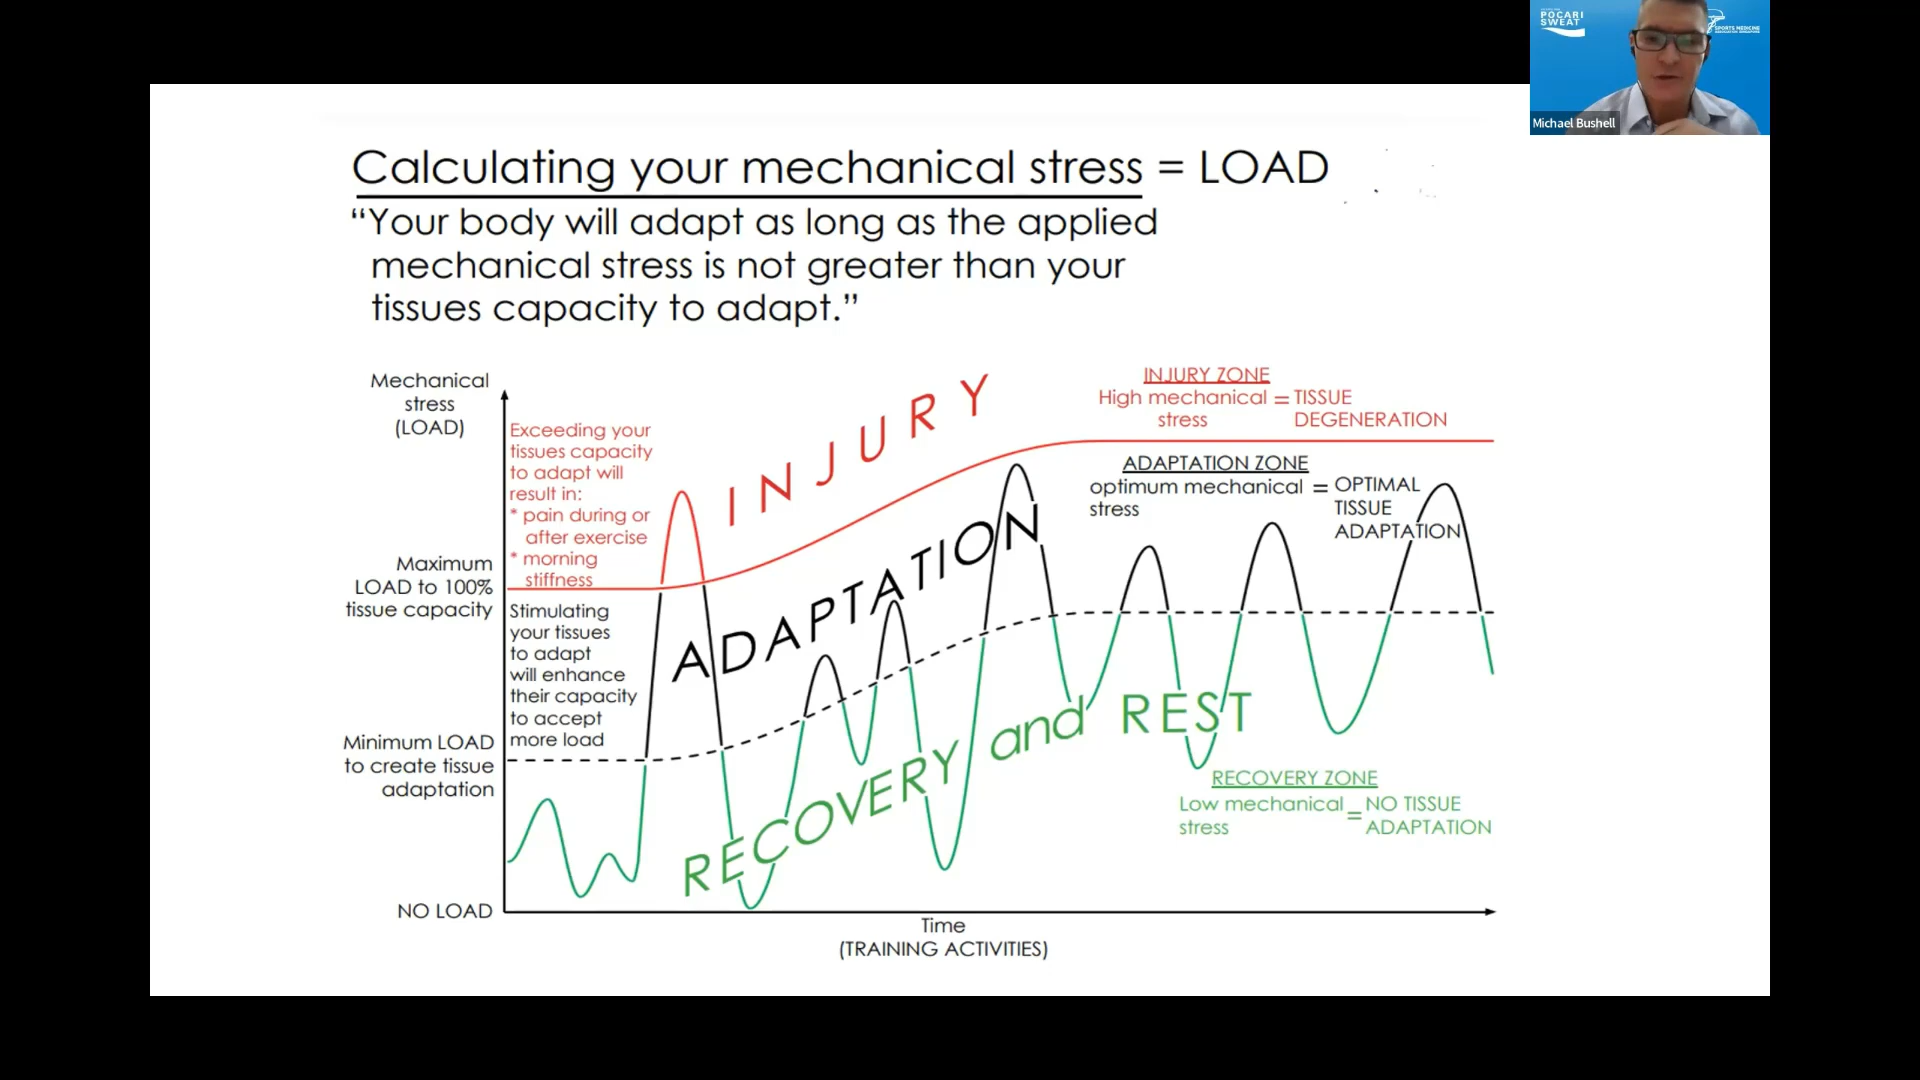 POCARI
SWEAT
SPORTS MEDICINE
Michael Bushell
Calculating your mechanical stress = LOAD
“Your body will adapt as long as the applied
mechanical stress is not greater than your
tissues capacity to adapt.”
Mechanical
stress
(LOAD)
Exceeding your
tissues capacity
to adapt will
result in:
* pain during or
after exercise
* morning
stiffness
Maximum
LOAD to 100%
tissue capacity
Stimulating
your tissues
to adapt
will enhance
their capacity
to accept
more load
Minimum LOAD
to create tissue
adaptation
NO LOAD
INJURY
ADAPTATION
RECOVERY and REST
INJURY ZONE
High mechanical stress = TISSUE DEGENERATION
ADAPTATION ZONE
optimum mechanical stress = OPTIMAL TISSUE ADAPTATION
RECOVERY ZONE
Low mechanical stress = NO TISSUE ADAPTATION
Time
(TRAINING ACTIVITIES)